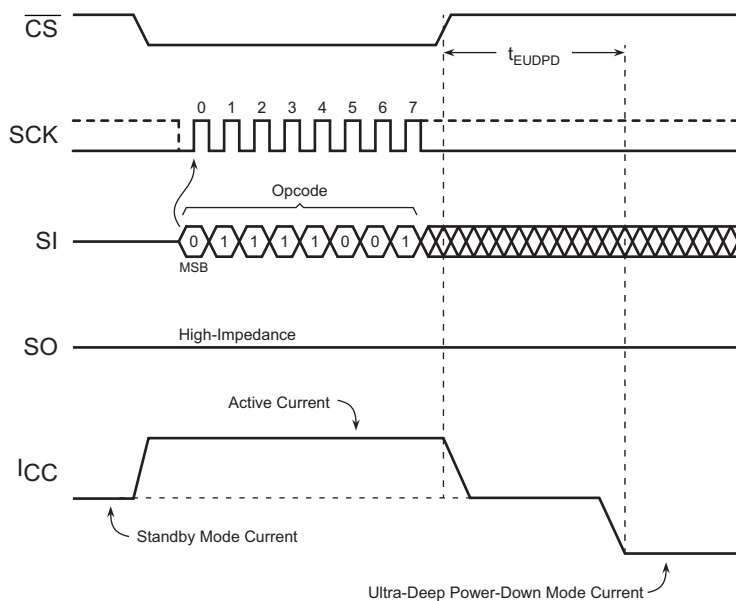 CS
tEUDPD
0 1 2 3 4 5 6 7
SCK
Opcode
SI
0 1 1 1 1 0 0 1
MSB
High-Impedance
SO
Active Current
ICC
Standby Mode Current
Ultra-Deep Power-Down Mode Current